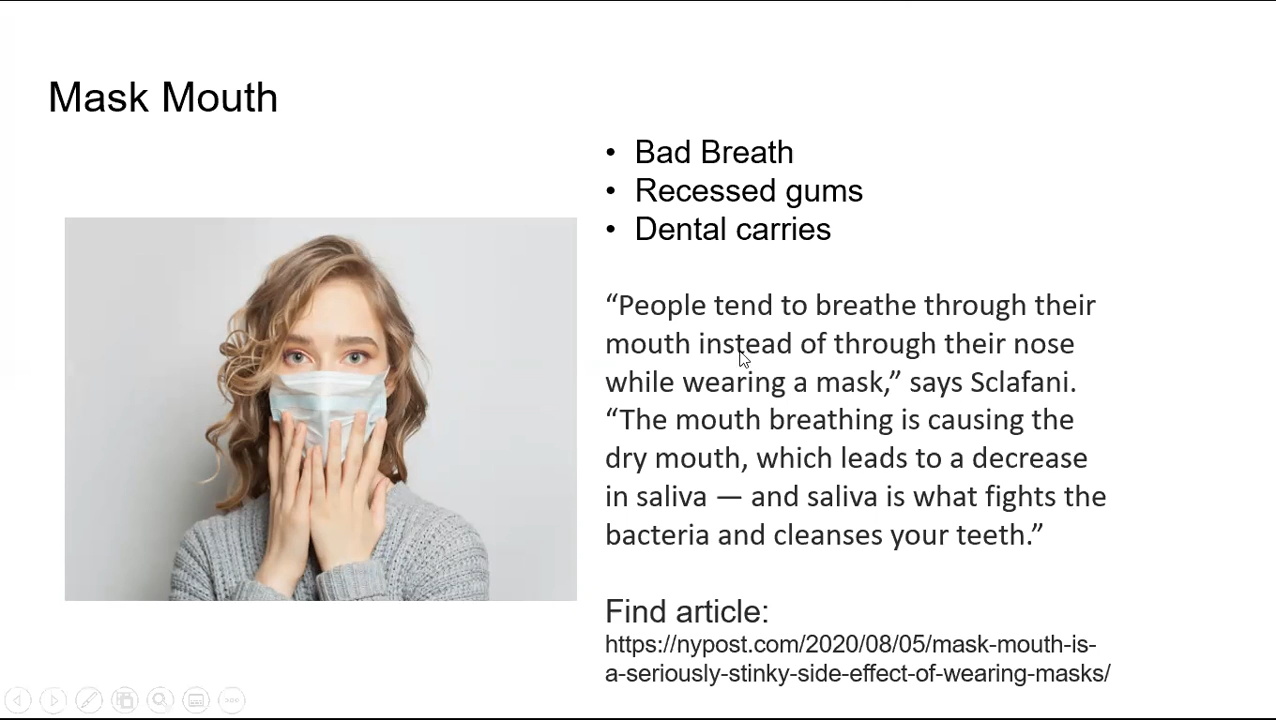 Mask Mouth
• Bad Breath
• Recessed gums
• Dental carries
“People tend to breathe through their
mouth instead of through their nose
while wearing a mask,” says Sclafani.
“The mouth breathing is causing the
dry mouth, which leads to a decrease
in saliva — and saliva is what fights the
bacteria and cleanses your teeth.”
Find article:
https://nypost.com/2020/08/05/mask-mouth-is-
a-seriously-stinky-side-effect-of-wearing-masks/